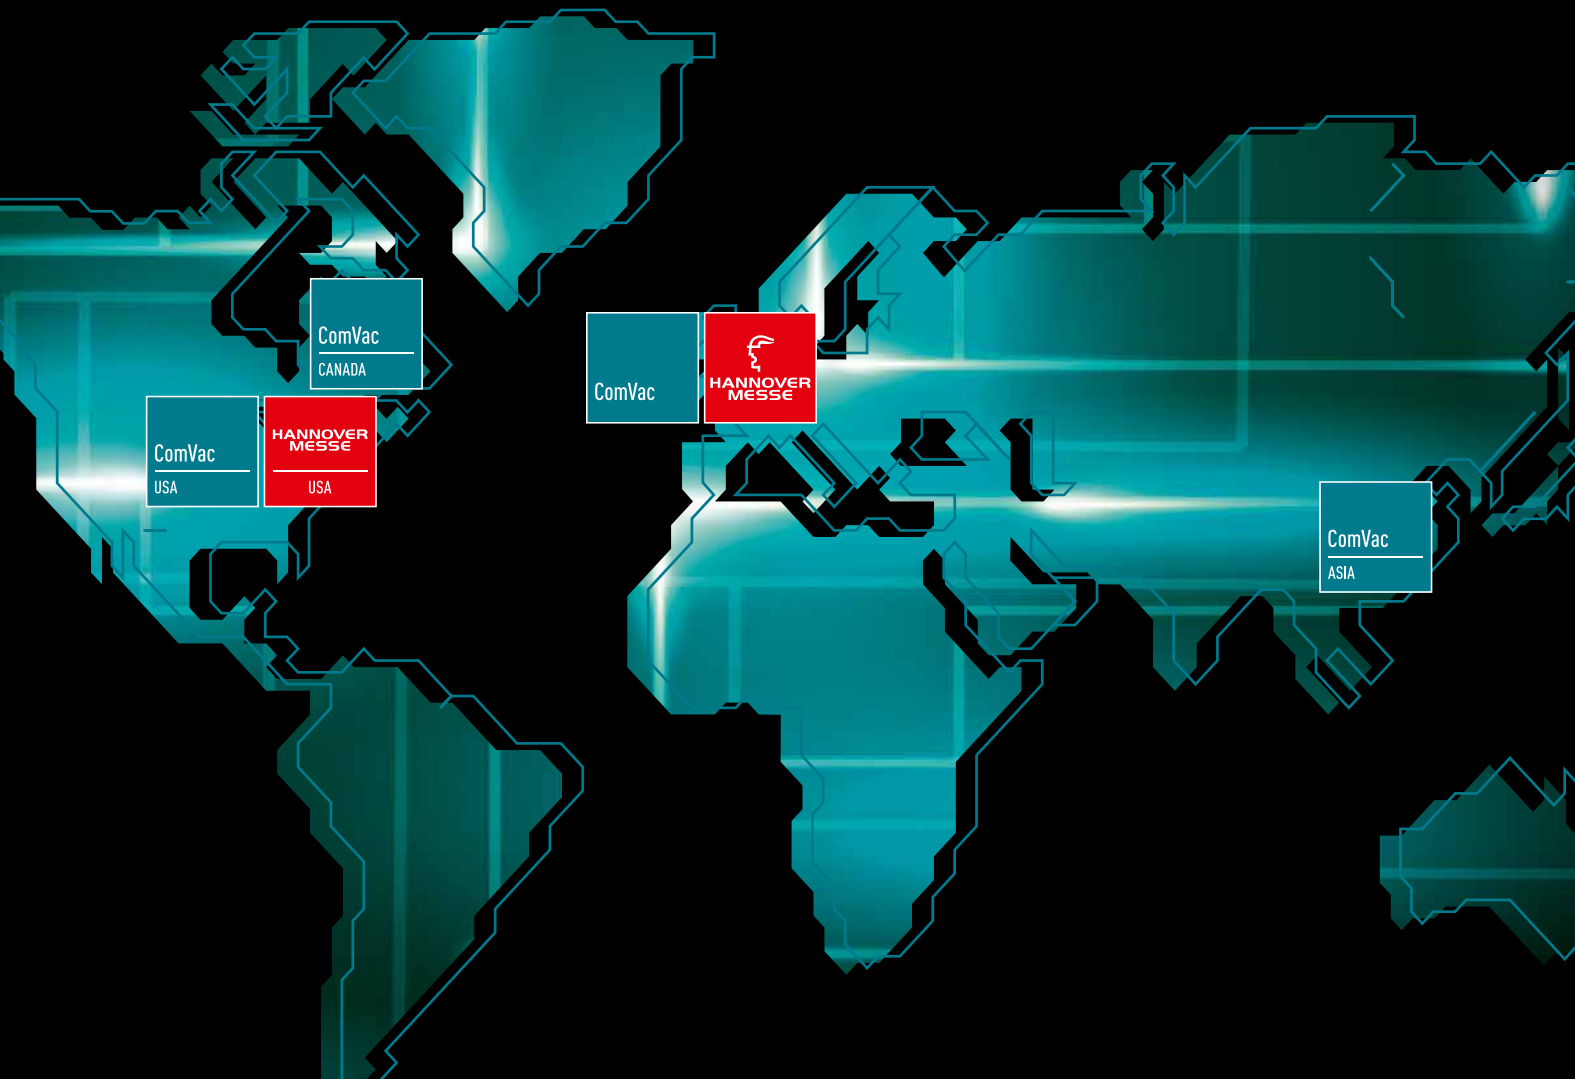 ComVac
CANADA
ComVac
USA
HANNOVER
MESSE
USA
ComVac
HANNOVER
MESSE
ComVac
ASIA